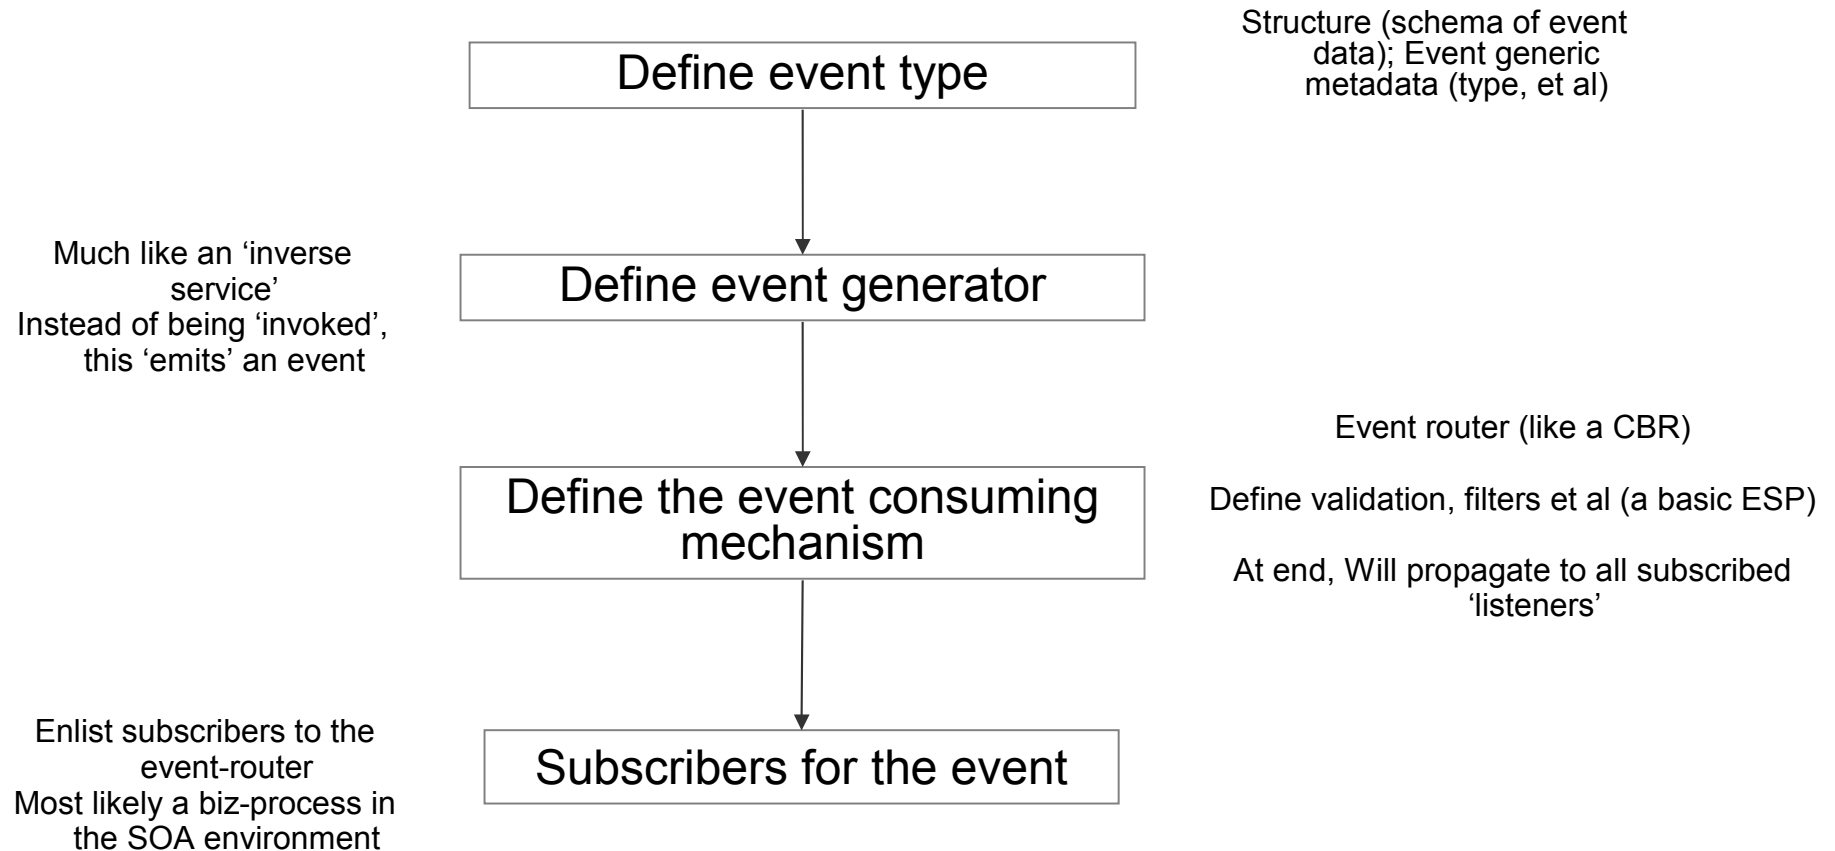 Structure (schema of event
data); Event generic
metadata (type, et al)
Define event type
Much like an ‘inverse
service’
Instead of being ‘invoked’,
this ‘emits’ an event
Define event generator
Event router (like a CBR)
Define the event consuming
mechanism
Define validation, filters et al (a basic ESP)
At end, Will propagate to all subscribed
‘listeners’
Enlist subscribers to the
event-router
Most likely a biz-process in
the SOA environment
Subscribers for the event